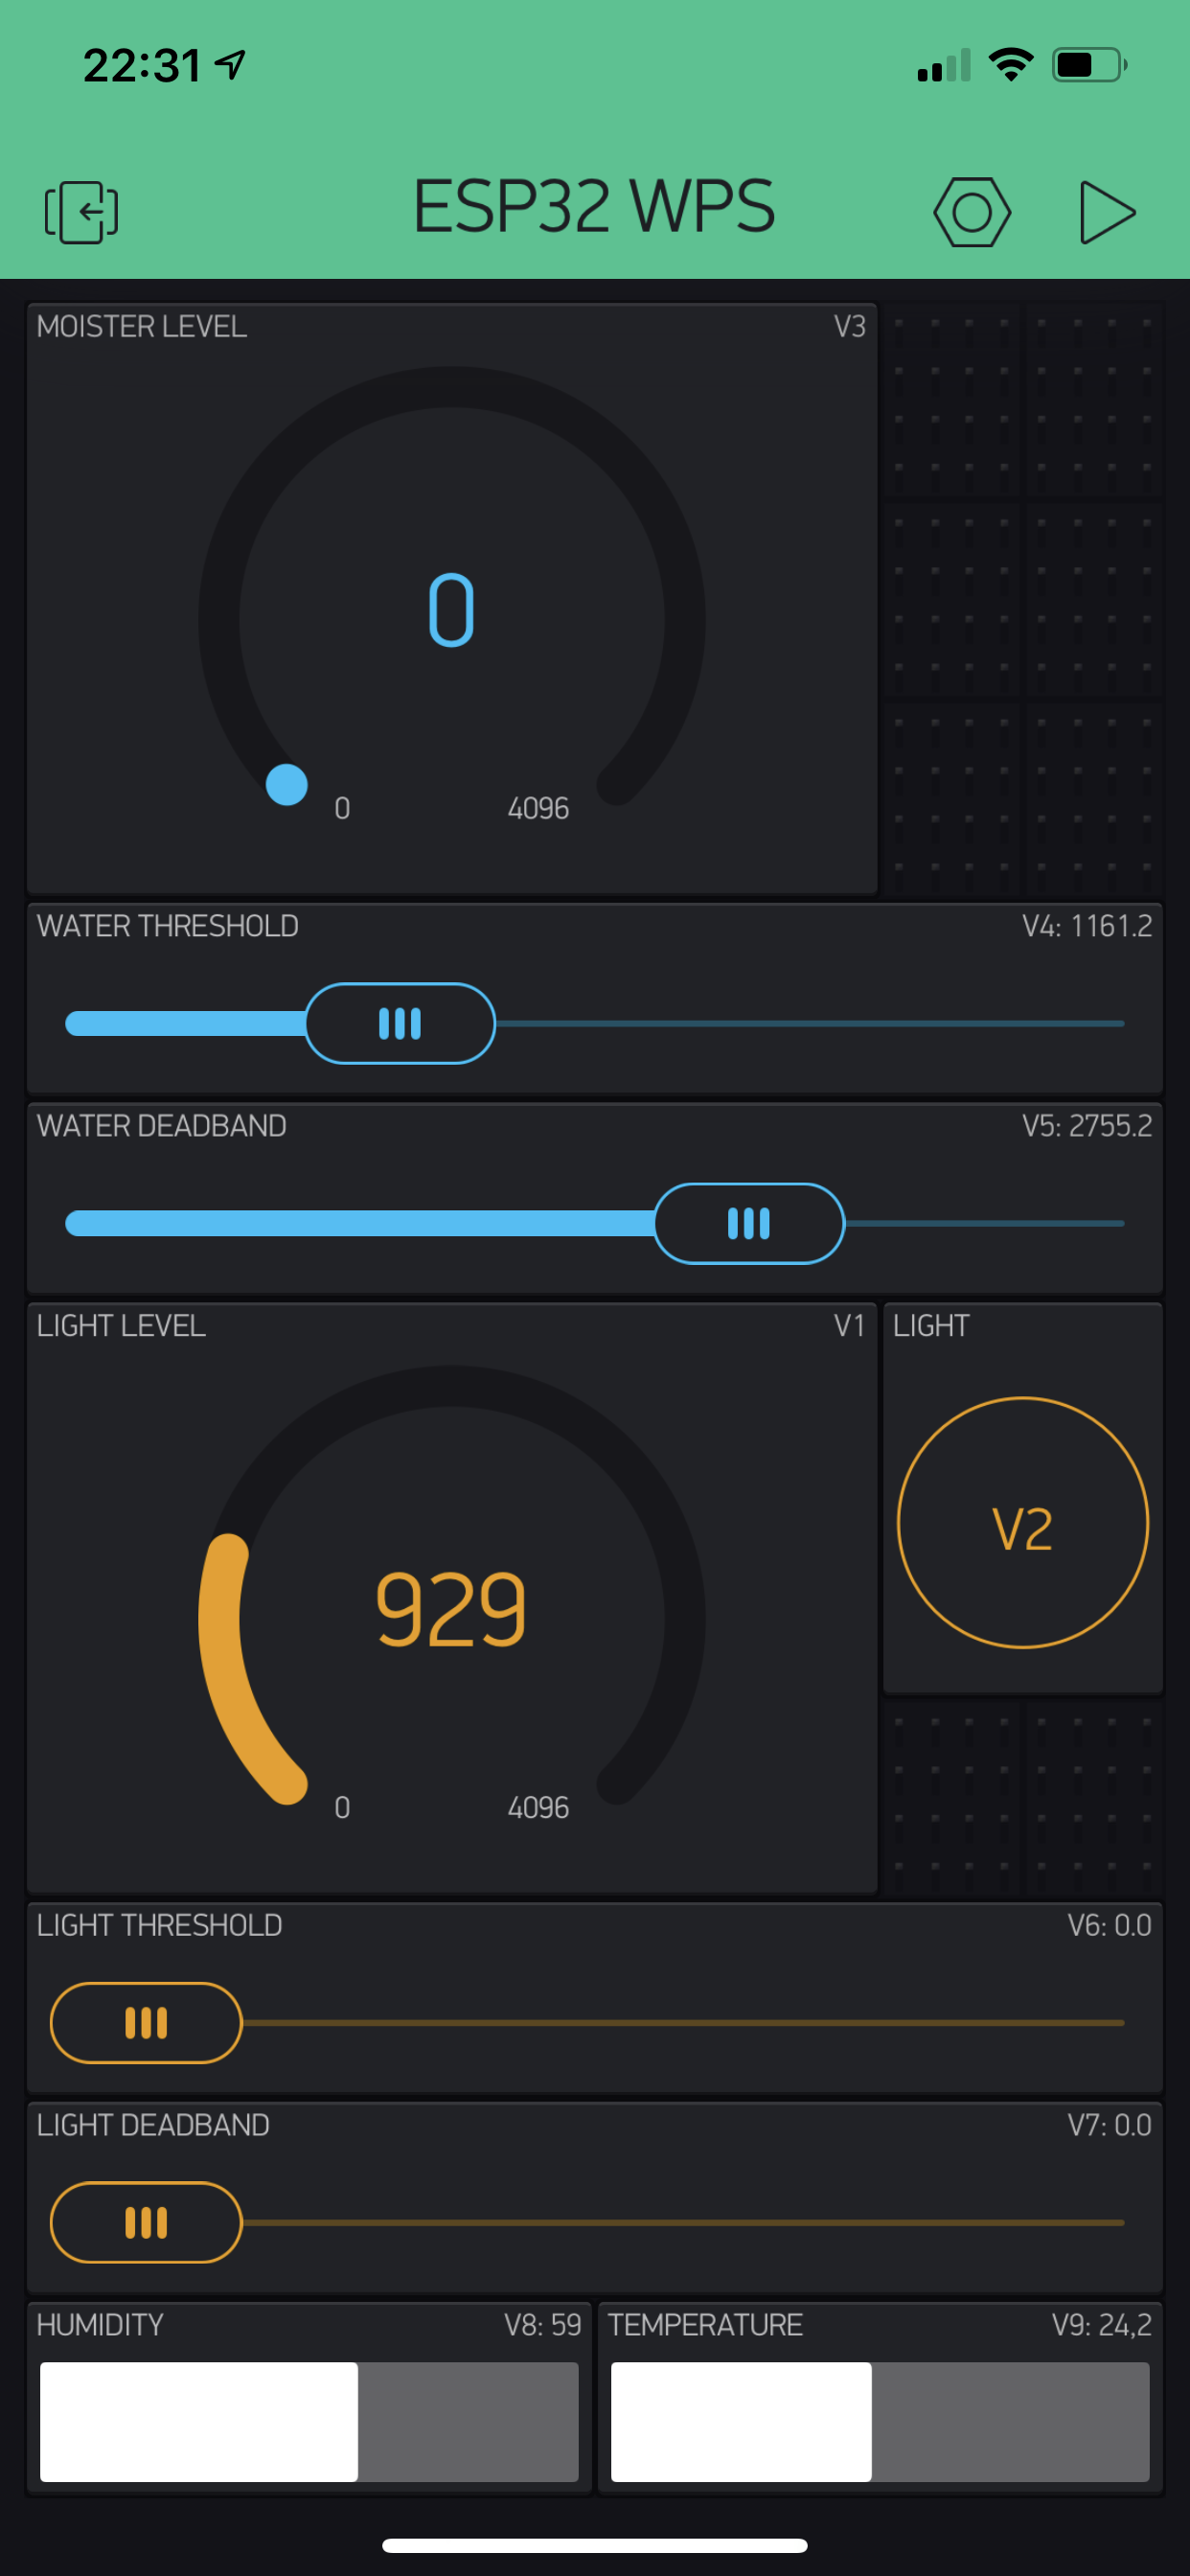 22:31
ESP32 WPS
MOISTER LEVEL V3
0
0 4096
WATER THRESHOLD V4: 1161.2
WATER DEADBAND V5: 2755.2
LIGHT LEVEL V1 LIGHT
V2
929
0 4096
LIGHT THRESHOLD V6: 0.0
LIGHT DEADBAND V7: 0.0
HUMIDITY V8: 59 TEMPERATURE V9: 24,2